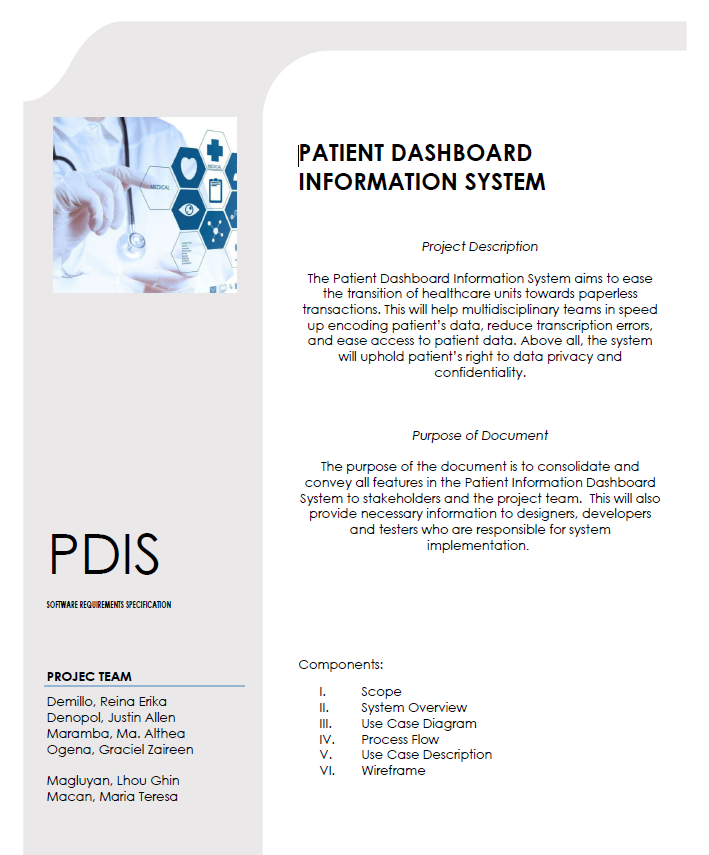 MEDICAL
MEDICAL
PDIS
SOFTWARE REQUIREMENTS SPECIFICATION
PROJEC TEAM
Demillo, Reina Erika
Denopol, Justin Allen
Maramba, Ma. Althea
Ogena, Graciel Zaireen
Magluyan, Lhou Ghin
Macan, Maria Teresa
PATIENT DASHBOARD
INFORMATION SYSTEM
Project Description
The Patient Dashboard Information System aims to ease
the transition of healthcare units towards paperless
transactions. This will help multidisciplinary teams in speed
up encoding patient’s data, reduce transcription errors,
and ease access to patient data. Above all, the system
will uphold patient’s right to data privacy and
confidentiality.
Purpose of Document
The purpose of the document is to consolidate and
convey all features in the Patient Information Dashboard
System to stakeholders and the project team.  This will also
provide necessary information to designers, developers
and testers who are responsible for system
implementation.
Components:
I. Scope
II. System Overview
III. Use Case Diagram
IV. Process Flow
V. Use Case Description
VI. Wireframe